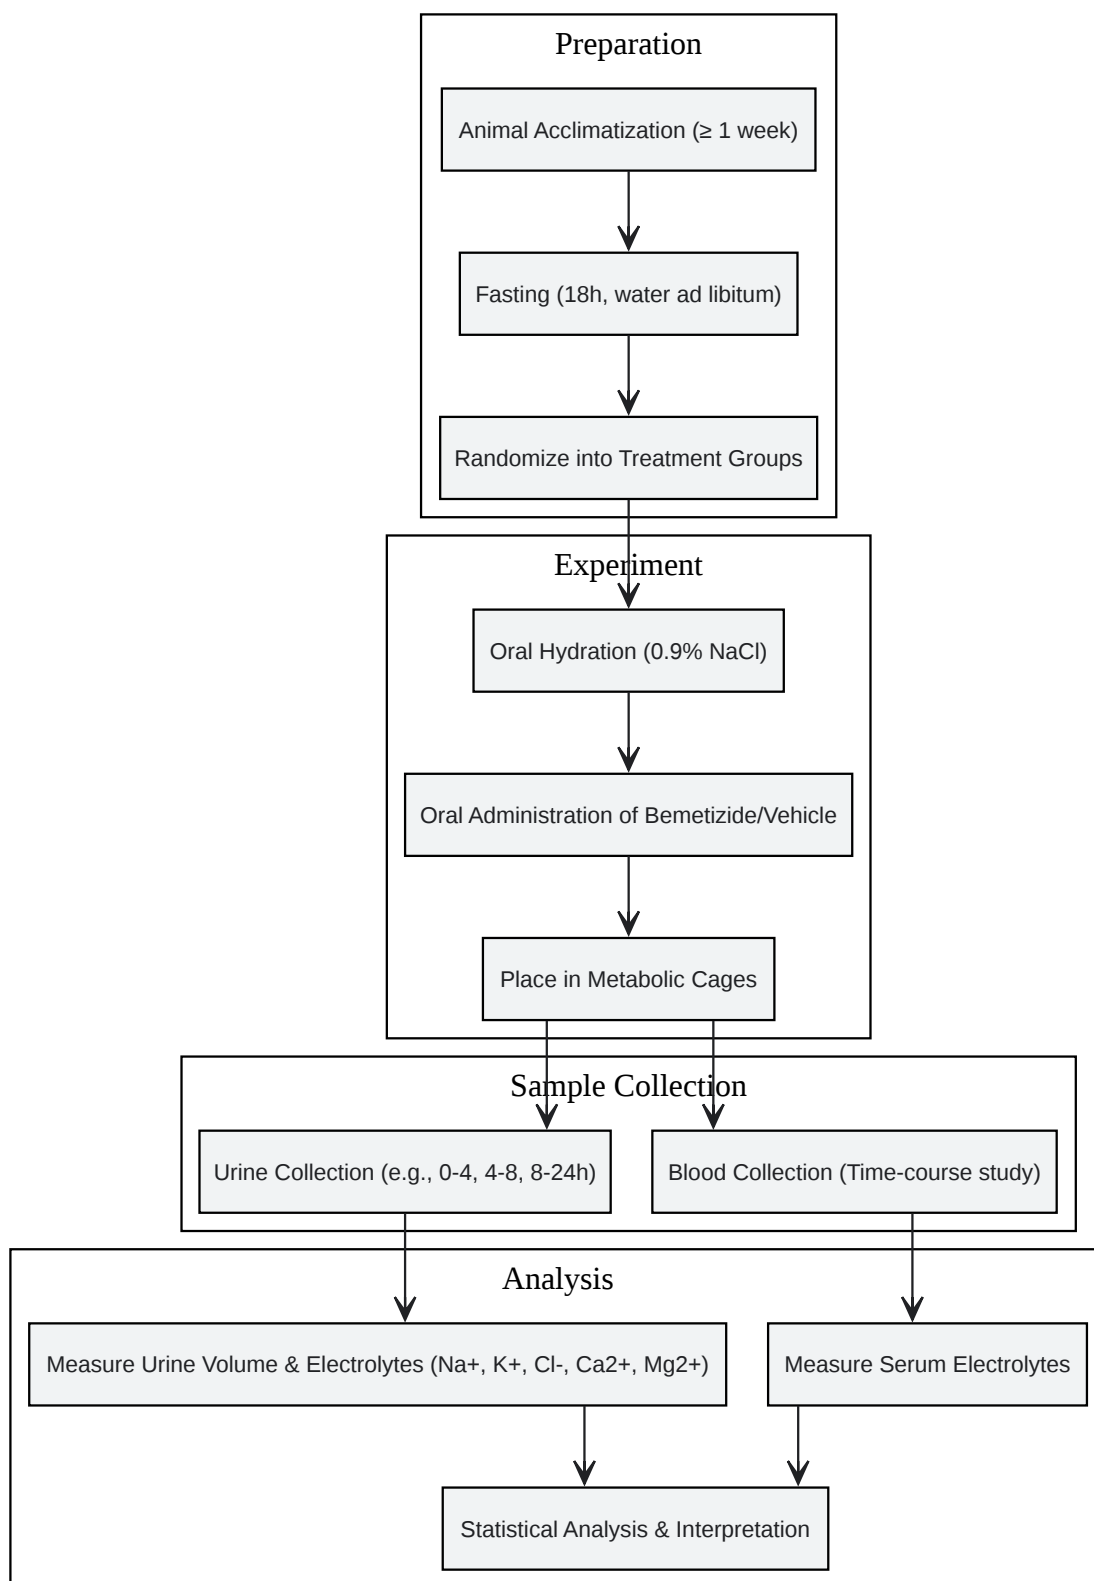 Preparation
Animal Acclimatization (≥ 1 week)
Fasting (18h, water ad libitum)
Randomize into Treatment Groups
Experiment
Oral Hydration (0.9% NaCl)
Oral Administration of Bemetizide/Vehicle
Place in Metabolic Cages
Sample Collection
Urine Collection (e.g., 0-4, 4-8, 8-24h)
Blood Collection (Time-course study)
Analysis
Measure Urine Volume & Electrolytes (Na+, K+, Cl-, Ca2+, Mg2+)
Measure Serum Electrolytes
Statistical Analysis & Interpretation